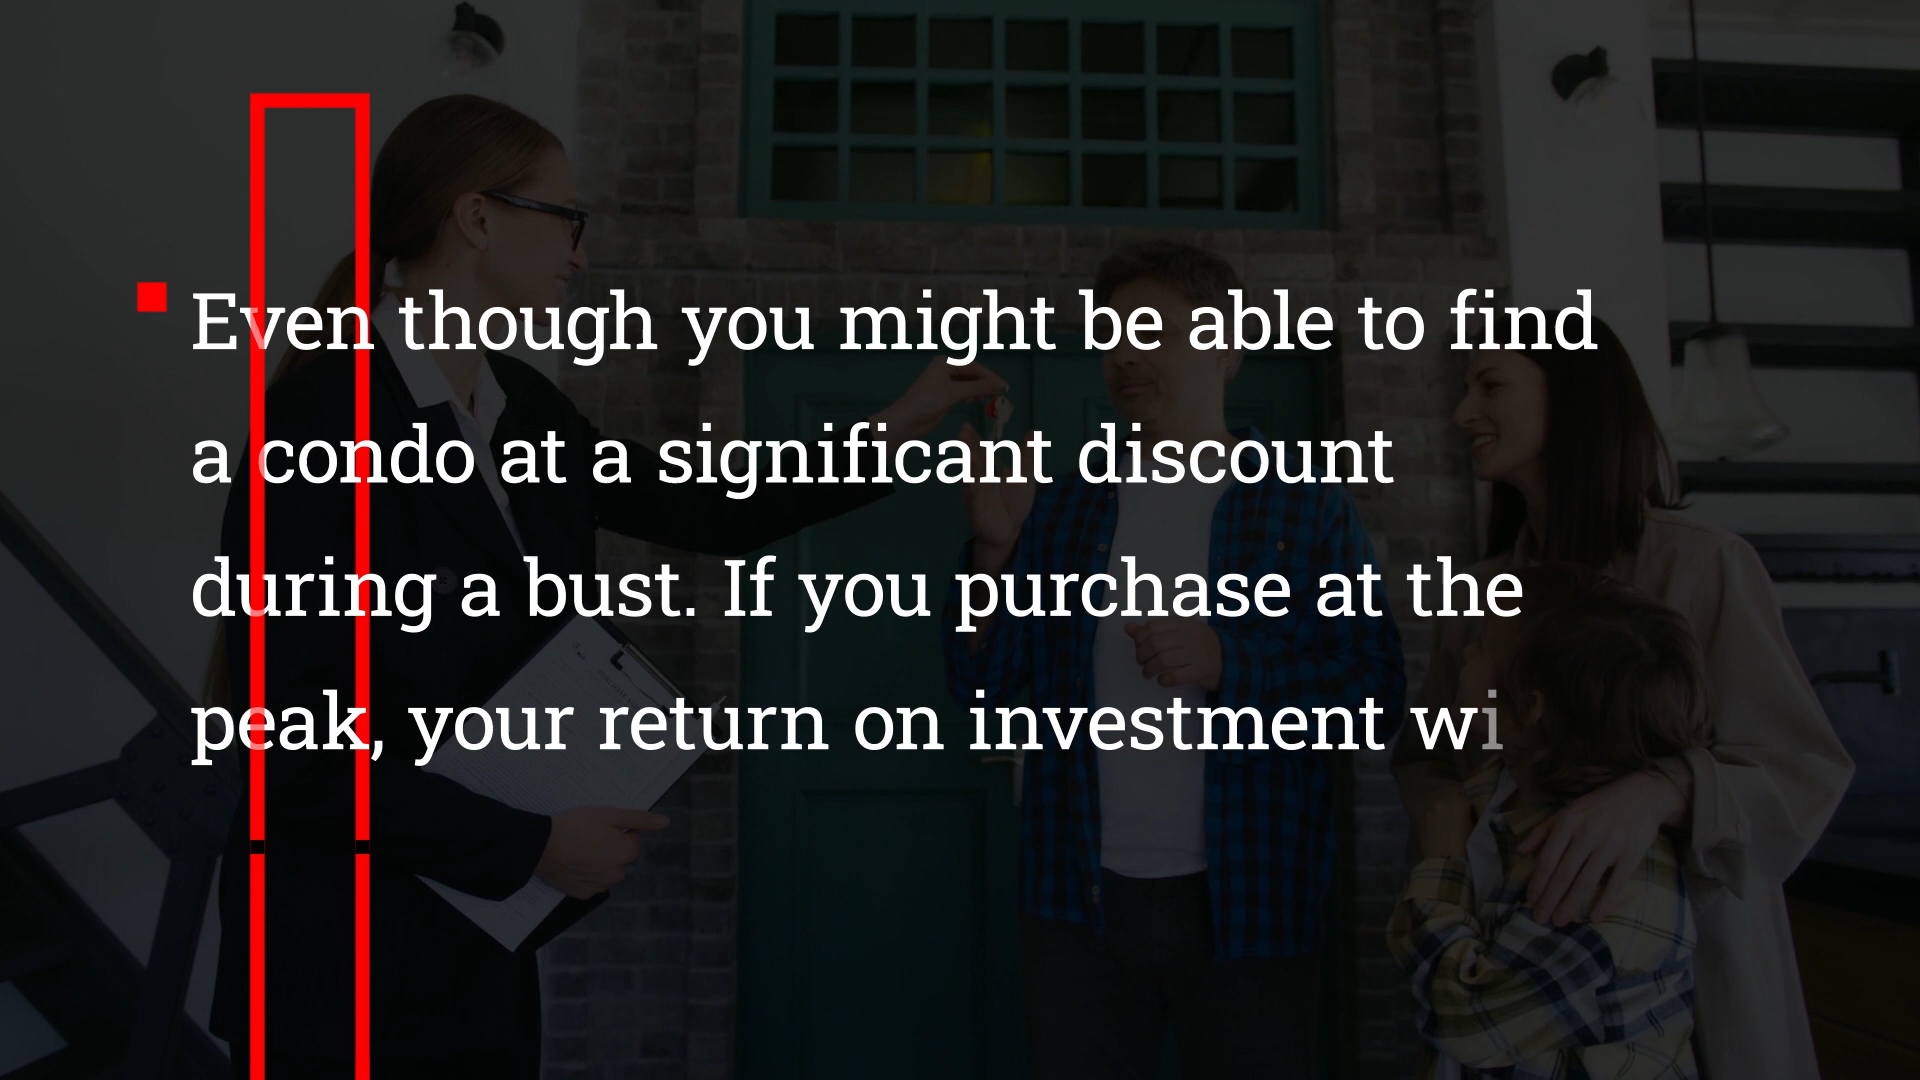 Even though you might be able to find
a condo at a significant discount
during a bust. If you purchase at the
peak, your return on investment wi